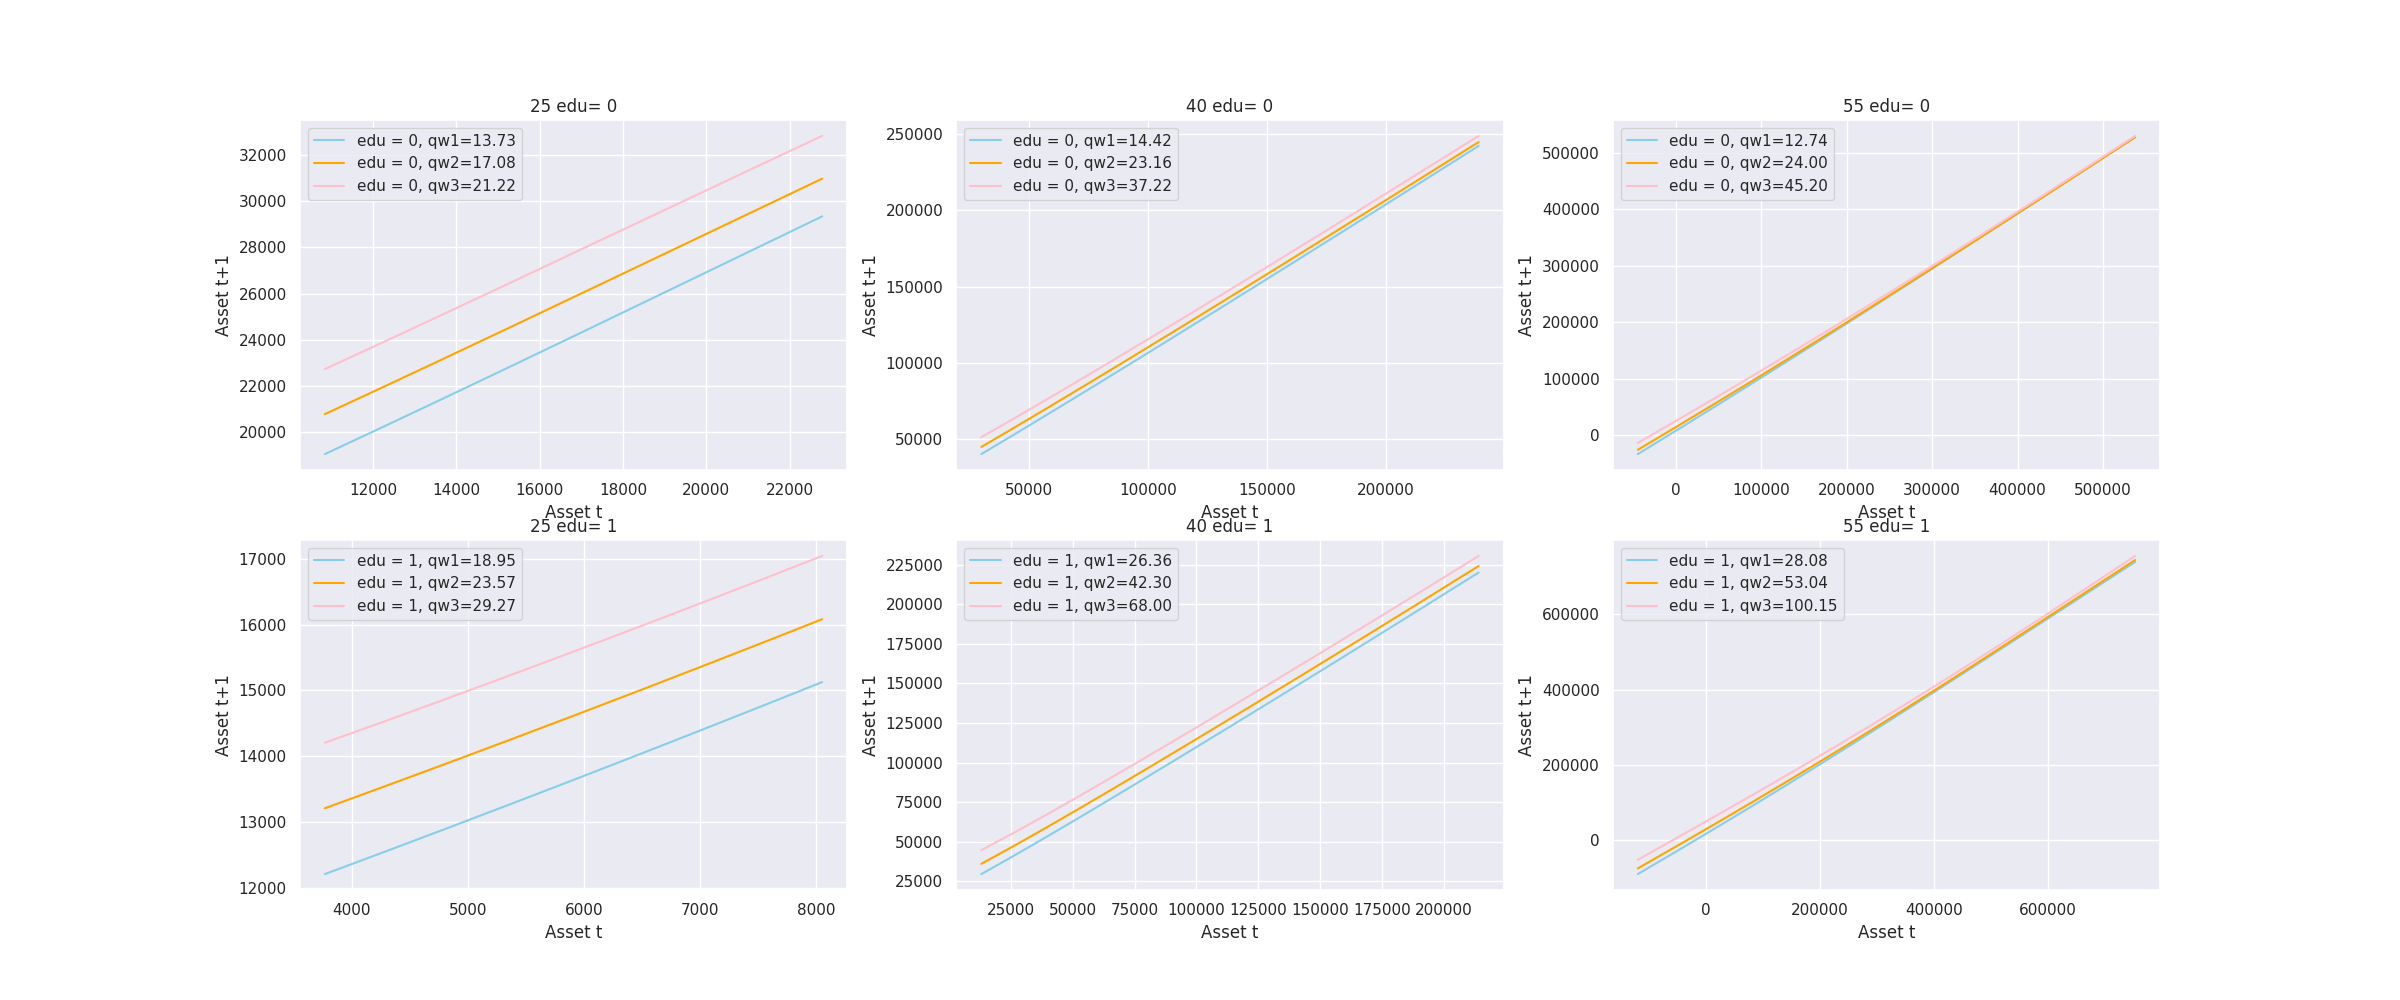 25 edu= 0
edu = 0, qw1=13.73
edu = 0, qw2=17.08
edu = 0, qw3=21.22
32000
30000
28000
26000
24000
22000
20000
Asset t+1
12000 14000 16000 18000 20000 22000
Asset t
40 edu= 0
edu = 0, qw1=14.42
edu = 0, qw2=23.16
edu = 0, qw3=37.22
250000
200000
150000
100000
50000
Asset t+1
50000 100000 150000 200000
Asset t
55 edu= 0
edu = 0, qw1=12.74
edu = 0, qw2=24.00
edu = 0, qw3=45.20
500000
400000
300000
200000
100000
0
Asset t+1
0 100000 200000 300000 400000 500000
Asset t
25 edu= 1
edu = 1, qw1=18.95
edu = 1, qw2=23.57
edu = 1, qw3=29.27
17000
16000
15000
14000
13000
12000
Asset t+1
4000 5000 6000 7000 8000
Asset t
40 edu= 1
edu = 1, qw1=26.36
edu = 1, qw2=42.30
edu = 1, qw3=68.00
225000
200000
175000
150000
125000
100000
75000
50000
25000
Asset t+1
25000 50000 75000 100000 125000 150000 175000 200000
Asset t
55 edu= 1
edu = 1, qw1=28.08
edu = 1, qw2=53.04
edu = 1, qw3=100.15
600000
400000
200000
0
Asset t+1
0 200000 400000 600000
Asset t